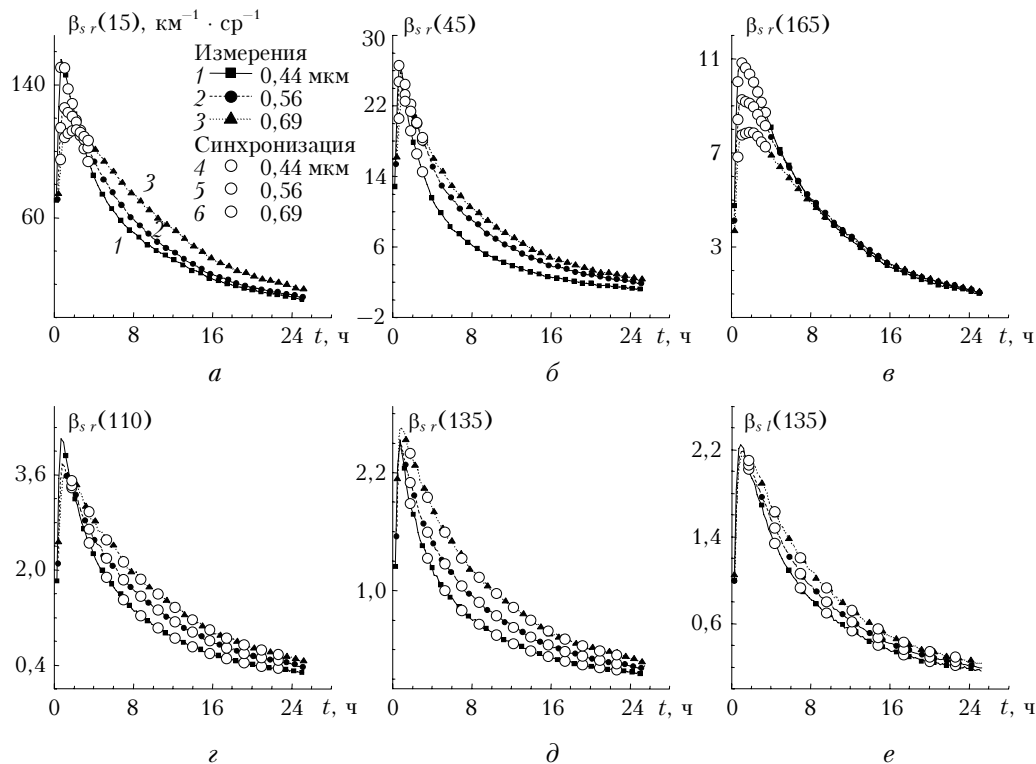 β_{s r}(15), км⁻¹ · ср⁻¹
Измерения
1 0,44 мкм
2 0,56
3 0,69
Синхронизация
4 0,44 мкм
5 0,56
6 0,69
140
60
3
2
1
0 8 16 24 t, ч
а
β_{s r}(45)
30
22
14
6
−2
0 8 16 24 t, ч
б
β_{s r}(165)
11
7
3
0 8 16 24 t, ч
в
β_{s r}(110)
3,6
2,0
0,4
0 8 16 24 t, ч
г
β_{s r}(135)
2,2
1,0
0 8 16 24 t, ч
д
β_{s l}(135)
2,2
1,4
0,6
0 8 16 24 t, ч
е